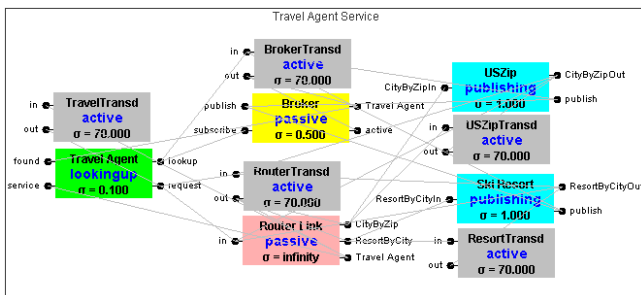 Travel Agent Service
in
out
BrokerTransd
active
σ = 70.000
CityByZipIn
USZip
publishing
σ = 1.000
CityByZipOut
publish
in
out
TravelTransd
active
σ = 70.000
publish
subscribe
Broker
passive
σ = 0.500
Travel Agent
active
in
out
USZipTransd
active
σ = 70.000
found
service
Travel Agent
lookingup
σ = 0.100
lookup
request
in
out
RouterTransd
active
σ = 70.000
ResortByCityIn
Ski Resort
publishing
σ = 1.000
ResortByCityOut
publish
in
Router Link
passive
σ = infinity
CityByZip
ResortByCity
Travel Agent
in
out
ResortTransd
active
σ = 70.000